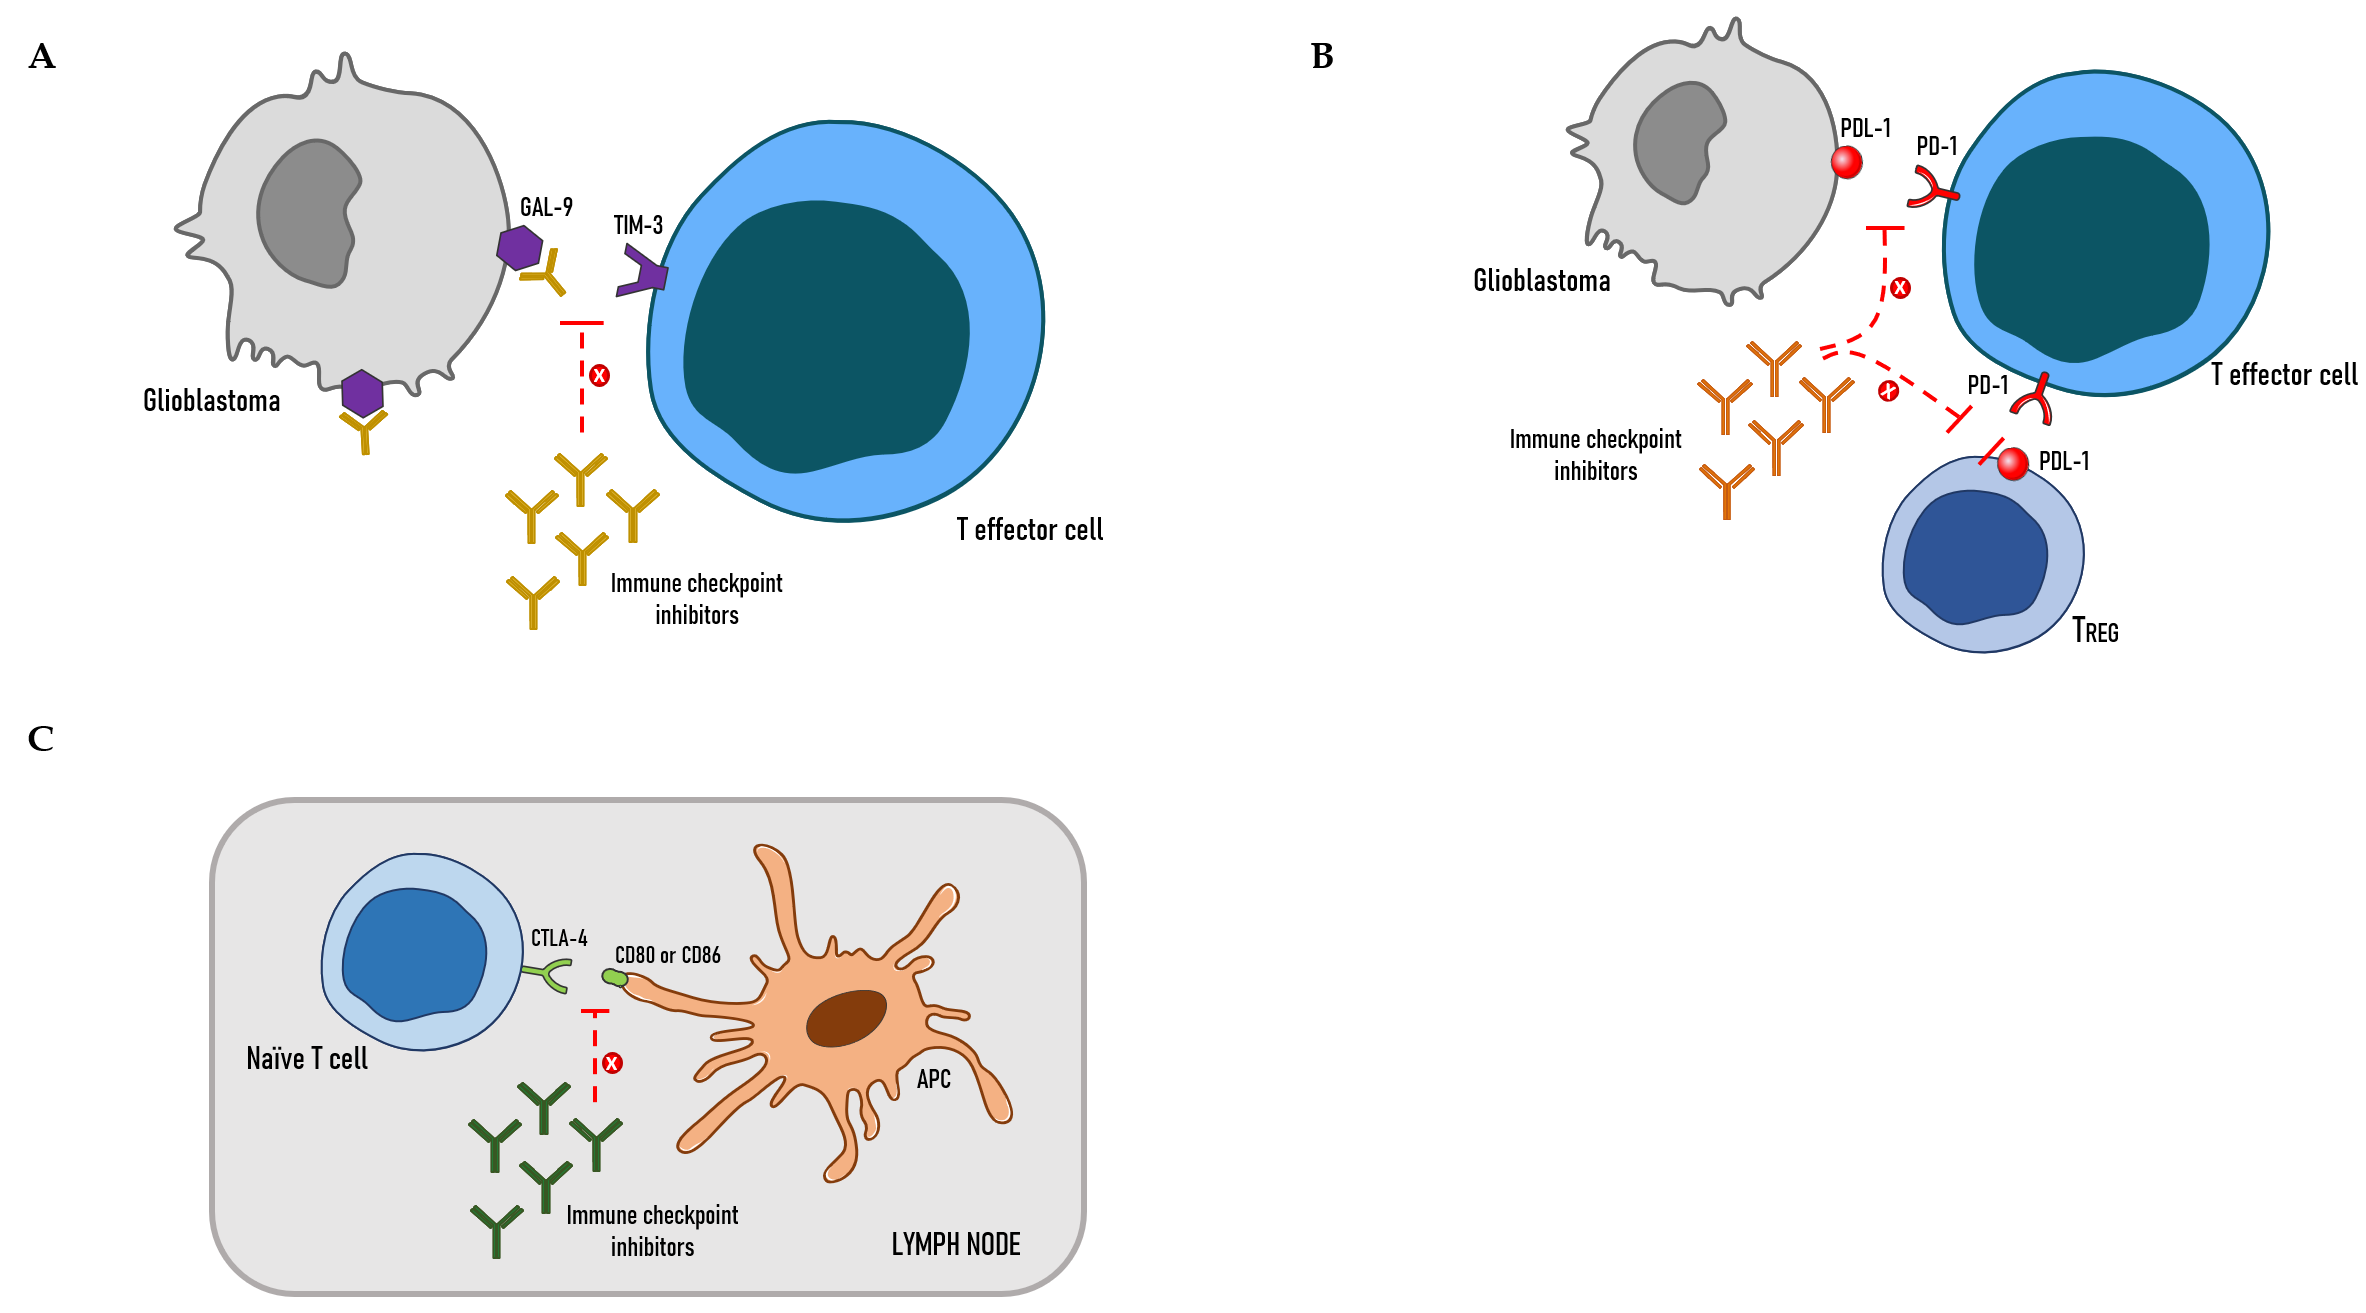 A
GAL-9
TIM-3
Glioblastoma
X
T effector cell
Immune checkpoint
inhibitors
B
PDL-1
PD-1
Glioblastoma
X
T effector cell
PD-1
X
Immune checkpoint
inhibitors
PDL-1
TREG
C
CTLA-4
CD80 or CD86
Naïve T cell
X
APC
Immune checkpoint
inhibitors
LYMPH NODE